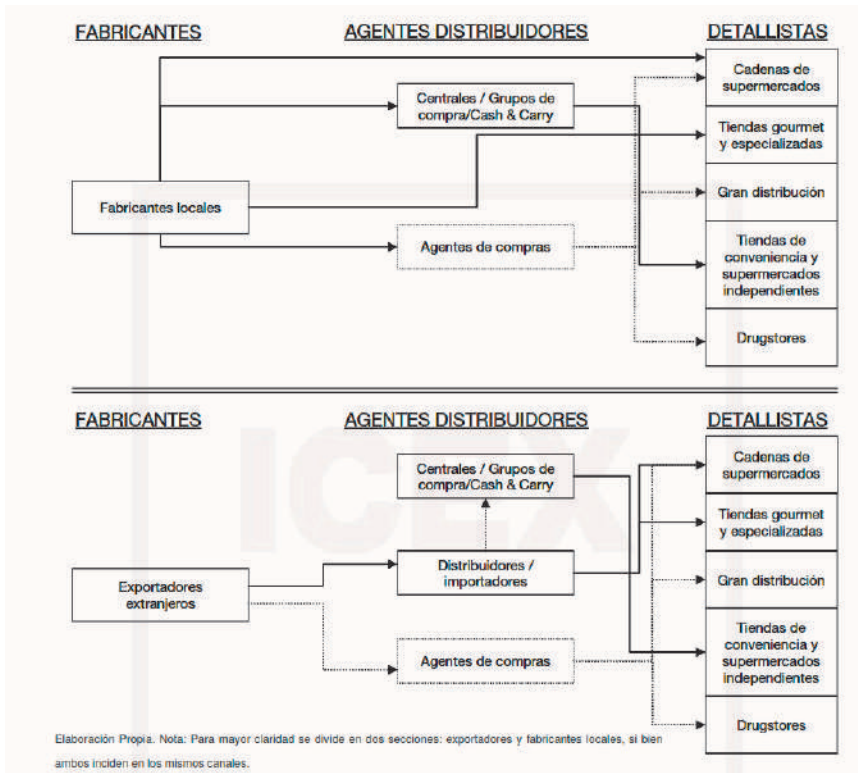 FABRICANTES
AGENTES DISTRIBUIDORES
DETALLISTAS
Cadenas de
supermercados
Centrales / Grupos de
compra/Cash & Carry
Tiendas gourmet
y especializadas
Fabricantes locales
Gran distribución
Agentes de compras
Tiendas de
conveniencia y
supermercados
independientes
Drugstores
FABRICANTES
AGENTES DISTRIBUIDORES
DETALLISTAS
Centrales / Grupos de
compra/Cash & Carry
Cadenas de
supermercados
Tiendas gourmet
y especializadas
ICEX
Exportadores
extranjeros
Distribuidores /
importadores
Gran distribución
Agentes de compras
Tiendas de
conveniencia y
supermercados
independientes
Drugstores
Elaboración Propia. Nota: Para mayor claridad se divide en dos secciones: exportadores y fabricantes locales, si bien
ambos inciden en los mismos canales.